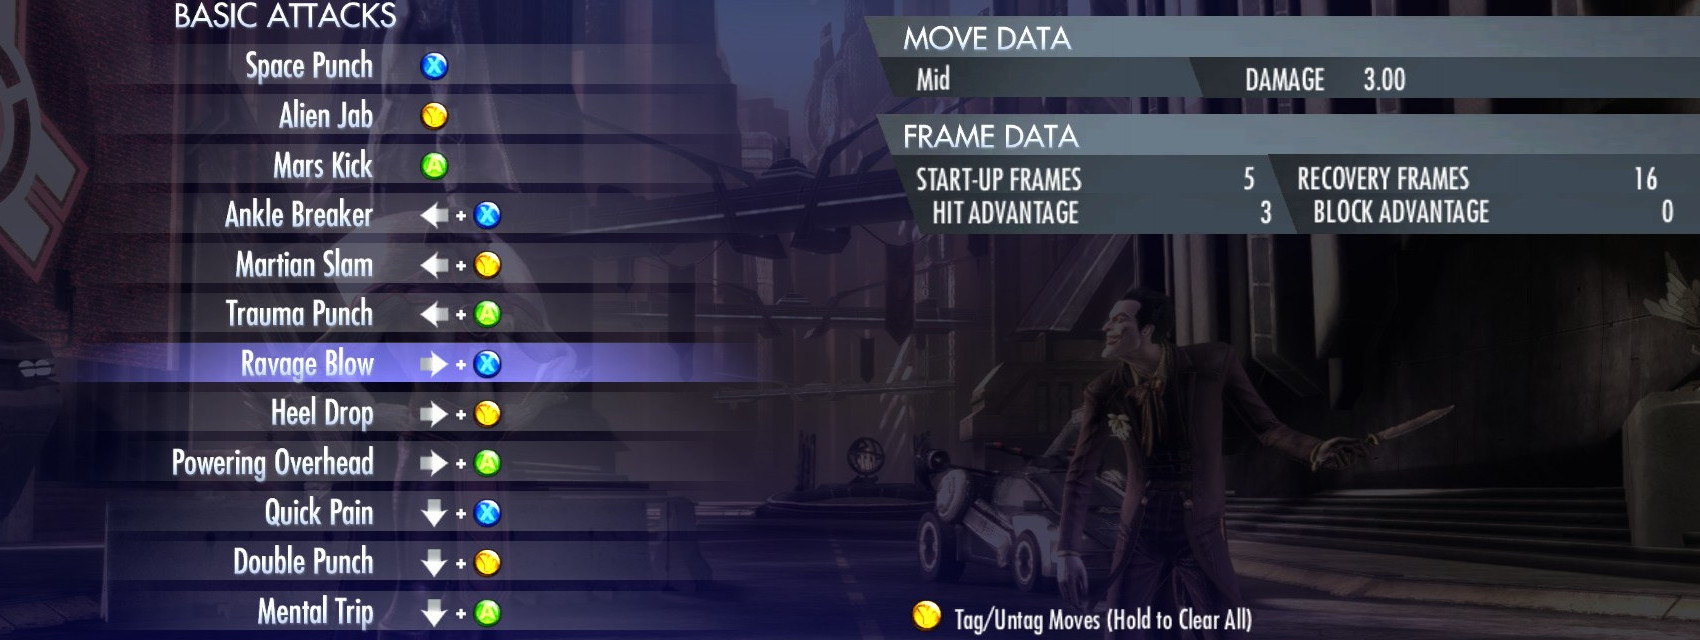 BASIC ATTACKS
Space Punch X
Alien Jab Y
Mars Kick A
Ankle Breaker + X
Martian Slam + Y
Trauma Punch + A
Ravage Blow + X
Heel Drop + Y
Powering Overhead + A
Quick Pain + X
Double Punch + Y
Mental Trip + A
MOVE DATA
Mid DAMAGE 3.00
FRAME DATA
START-UP FRAMES 5 RECOVERY FRAMES 16
HIT ADVANTAGE 3 BLOCK ADVANTAGE 0
Y Tag/Untag Moves (Hold to Clear All)